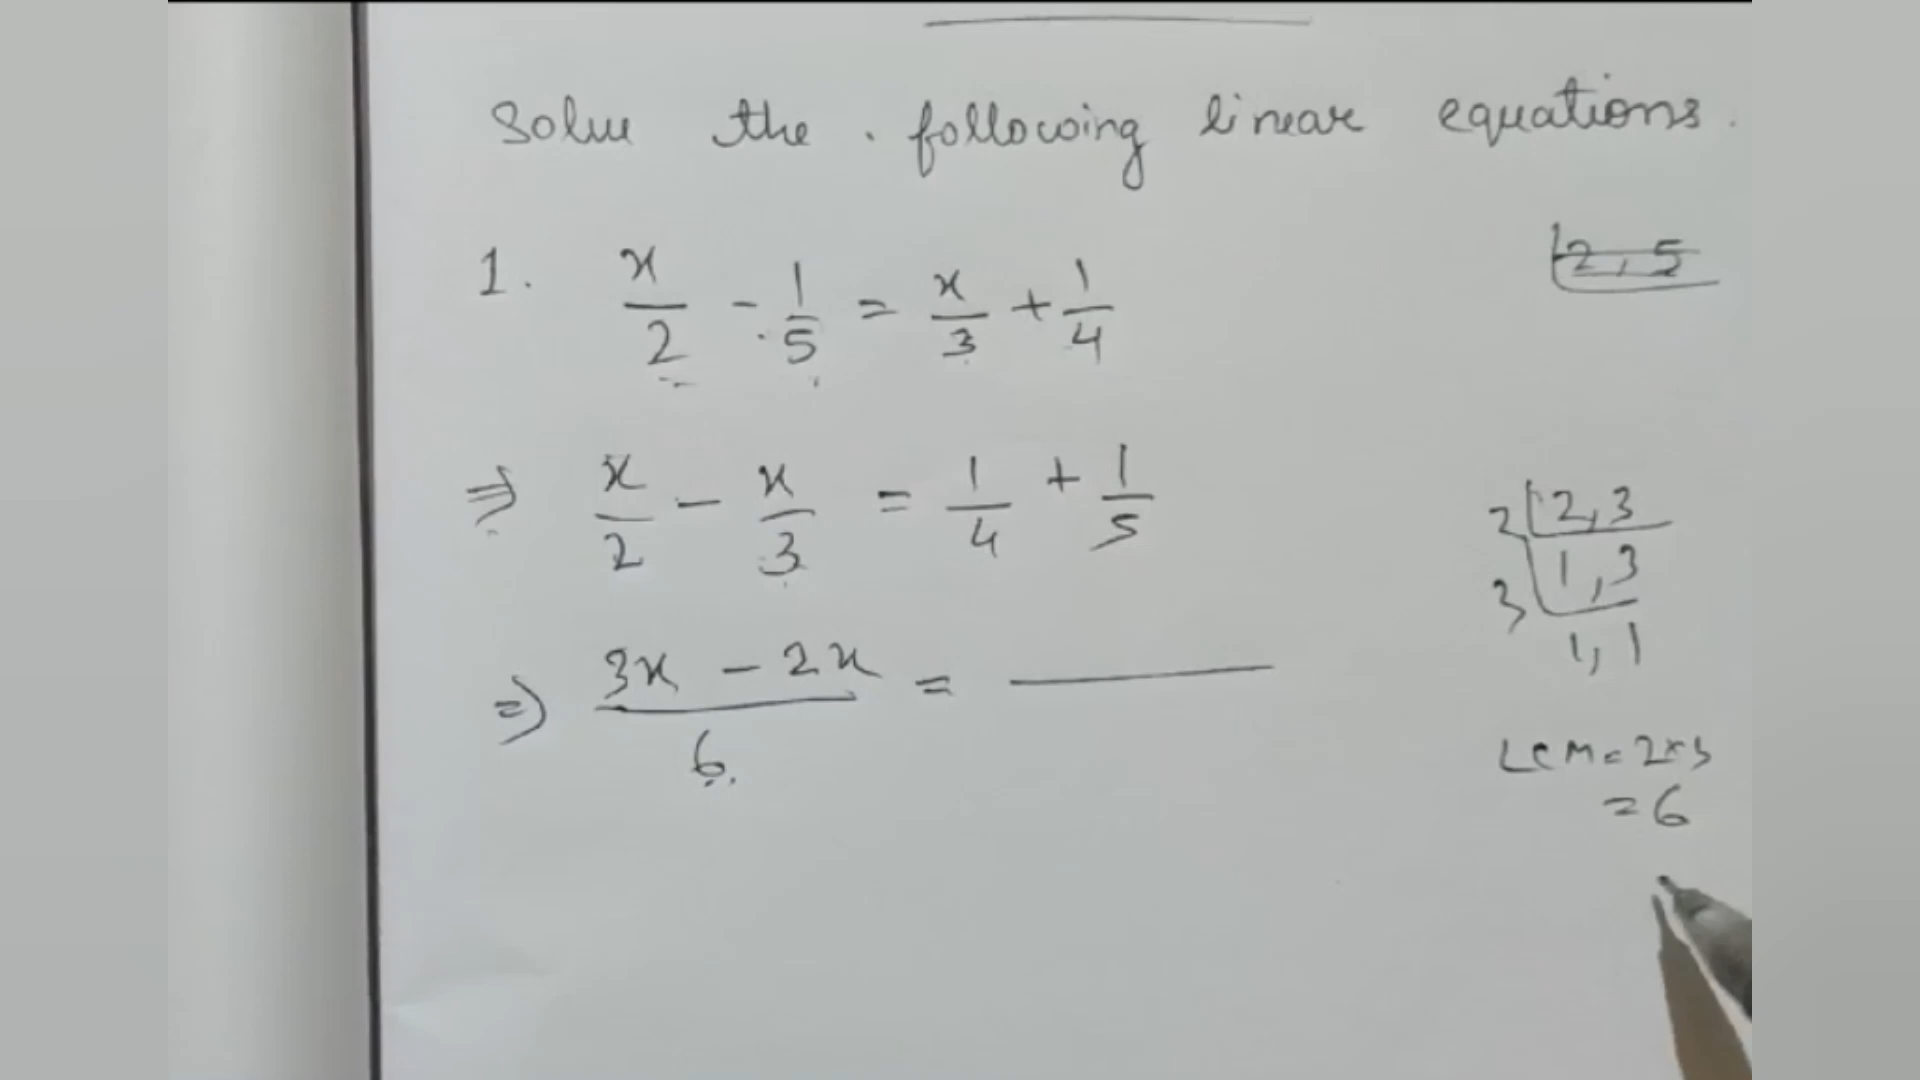 Solve the following linear equations.
1. x/2 - 1/5 = x/3 + 1/4
⇒ x/2 - x/3 = 1/4 + 1/5
⇒ (3x - 2x)/6 =
2, 5
2 | 2, 3
3 | 1, 3
1, 1
LCM = 2×3
= 6